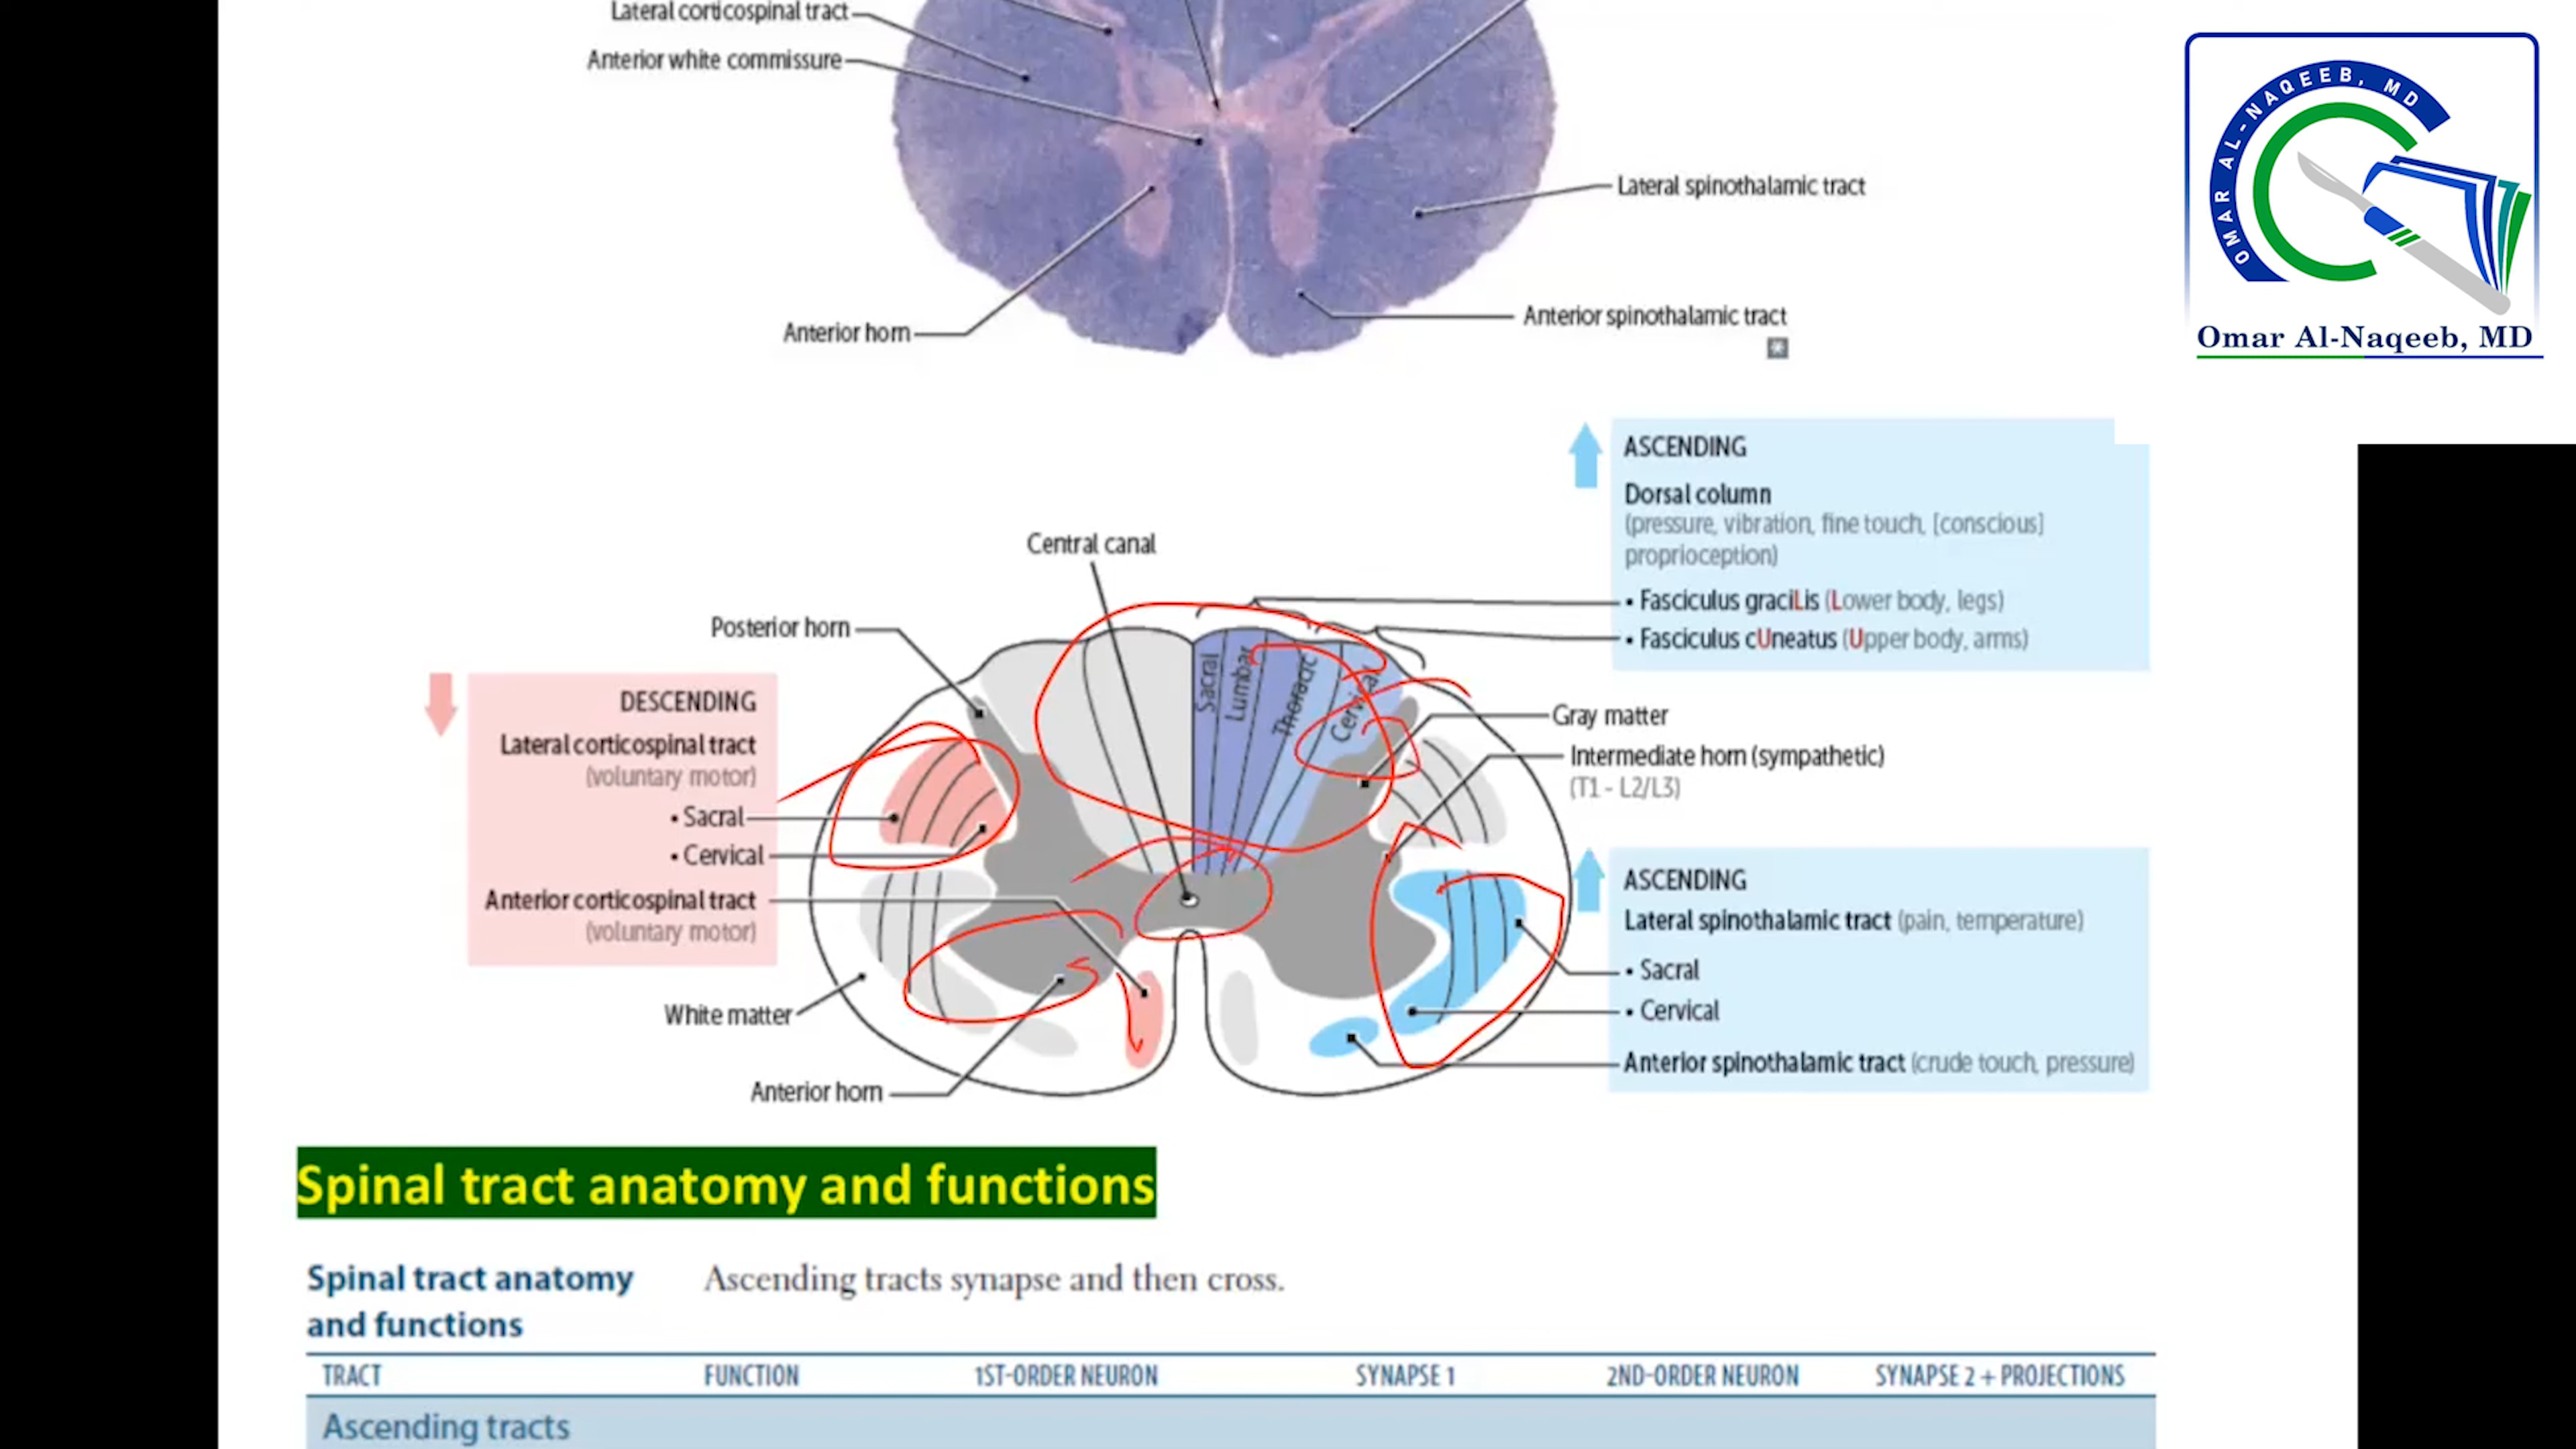 Lateral corticospinal tract
Anterior white commissure
Lateral spinothalamic tract
Anterior spinothalamic tract
Anterior horn
OMAR AL-NAQEEB, MD
Omar Al-Naqeeb, MD
ASCENDING
Dorsal column
(pressure, vibration, fine touch, [conscious]
proprioception)
• Fasciculus graciLis (Lower body, legs)
• Fasciculus cUneatus (Upper body, arms)
Central canal
Posterior horn
Sacral
Lumbar
Thoracic
Cervical
DESCENDING
Lateral corticospinal tract
(voluntary motor)
• Sacral
• Cervical
Anterior corticospinal tract
(voluntary motor)
Gray matter
Intermediate horn (sympathetic)
(T1 - L2/L3)
ASCENDING
Lateral spinothalamic tract (pain, temperature)
• Sacral
• Cervical
Anterior spinothalamic tract (crude touch, pressure)
White matter
Anterior horn
Spinal tract anatomy and functions
Spinal tract anatomy
and functions
Ascending tracts synapse and then cross.
TRACT FUNCTION 1ST-ORDER NEURON SYNAPSE 1 2ND-ORDER NEURON SYNAPSE 2 + PROJECTIONS
Ascending tracts